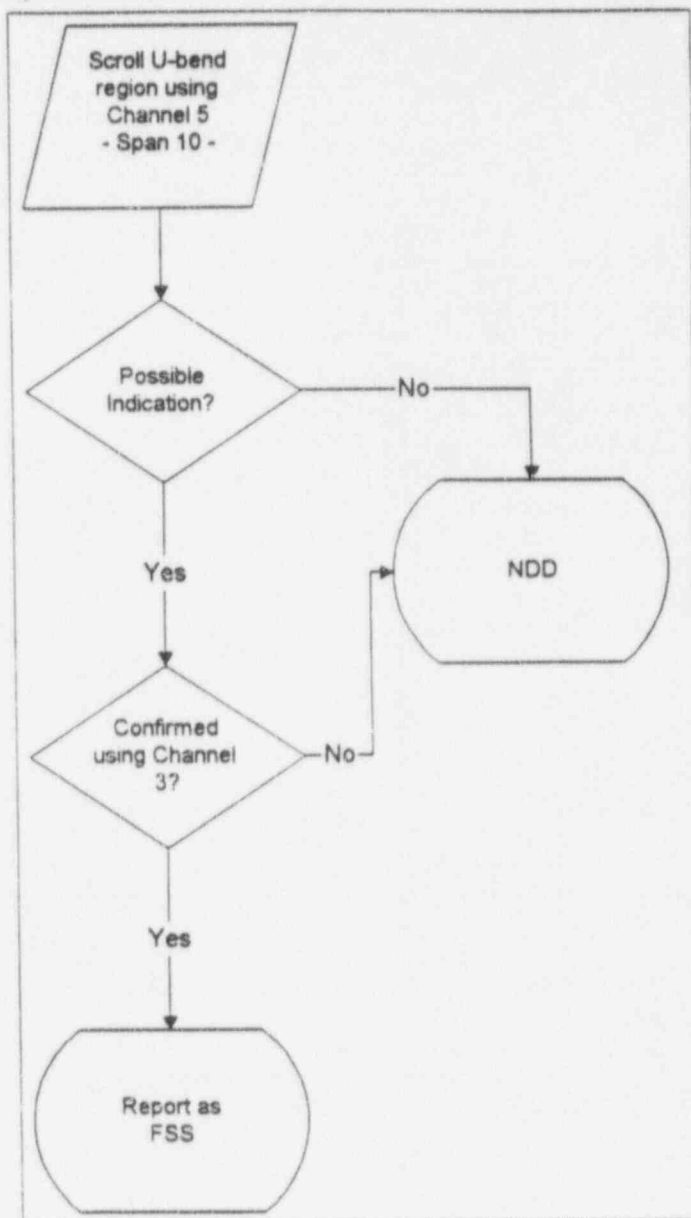 Scroll U-bend
region using
Channel 5
- Span 10 -
Possible
Indication?
No
Yes
NDD
Confirmed
using Channel
3?
No
Yes
Report as
FSS